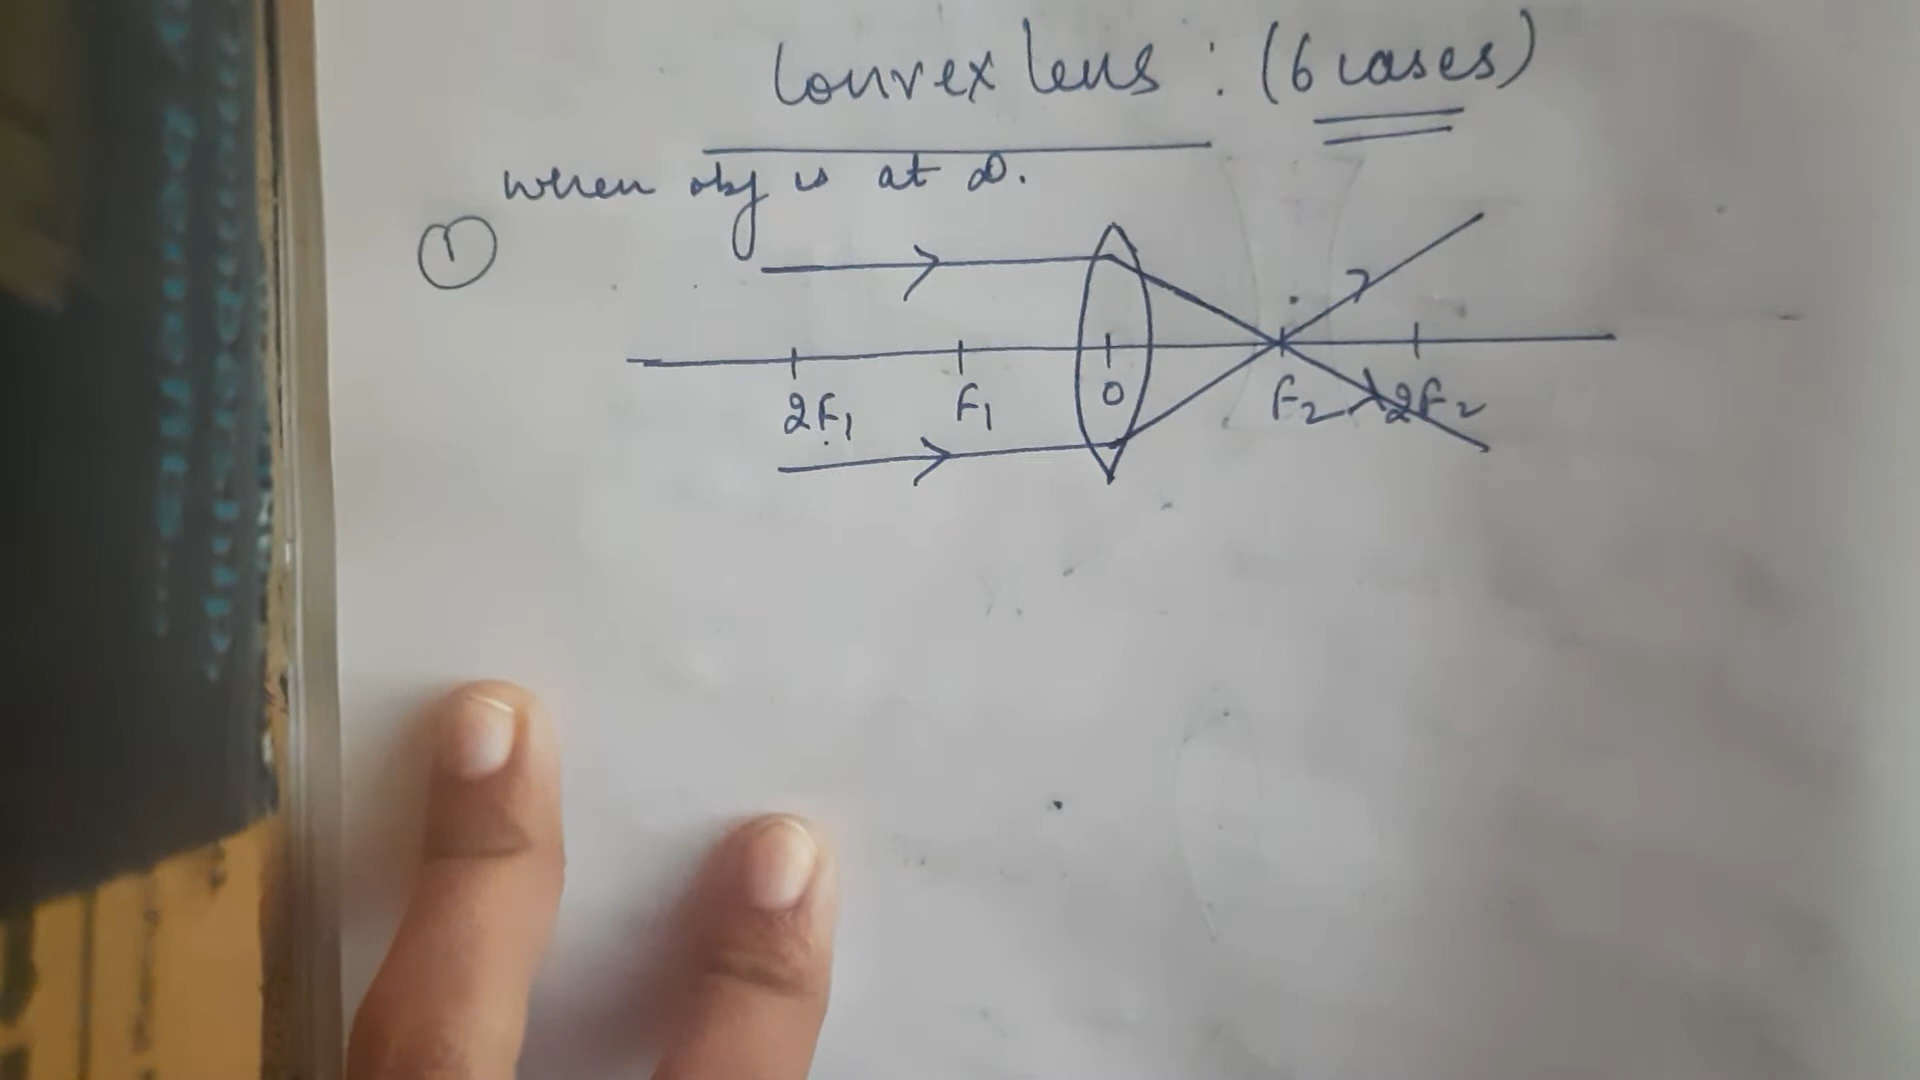 Convex lens : (6 cases)
when obj is at ∞.
1
2F₁ F₁ O F₂ 2F₂